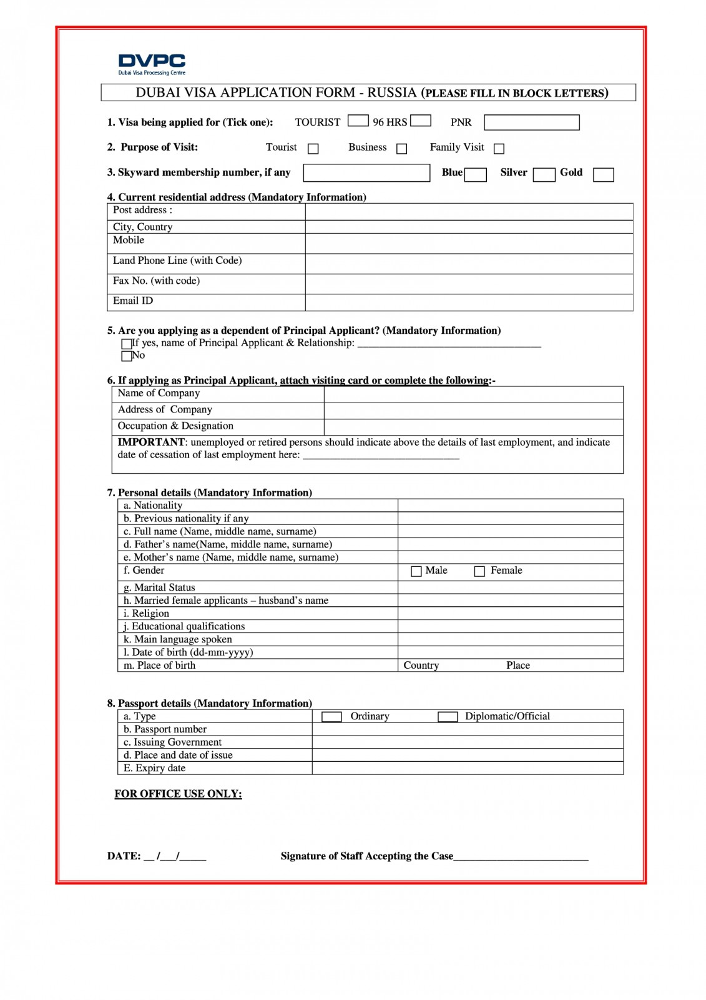 DVPC
Dubai Visa Processing Centre
DUBAI VISA APPLICATION FORM - RUSSIA (PLEASE FILL IN BLOCK LETTERS)
1. Visa being applied for (Tick one): TOURIST 96 HRS PNR
2. Purpose of Visit: Tourist Business Family Visit
3. Skyward membership number, if any Blue Silver Gold
4. Current residential address (Mandatory Information)
Post address :
City, Country
Mobile
Land Phone Line (with Code)
Fax No. (with code)
Email ID
5. Are you applying as a dependent of Principal Applicant? (Mandatory Information)
If yes, name of Principal Applicant & Relationship: __________________________________
No
6. If applying as Principal Applicant, attach visiting card or complete the following:-
Name of Company
Address of Company
Occupation & Designation
IMPORTANT: unemployed or retired persons should indicate above the details of last employment, and indicate
date of cessation of last employment here: _____________________________
7. Personal details (Mandatory Information)
a. Nationality
b. Previous nationality if any
c. Full name (Name, middle name, surname)
d. Father’s name(Name, middle name, surname)
e. Mother’s name (Name, middle name, surname)
f. Gender Male Female
g. Marital Status
h. Married female applicants – husband’s name
i. Religion
j. Educational qualifications
k. Main language spoken
l. Date of birth (dd-mm-yyyy)
m. Place of birth Country Place
8. Passport details (Mandatory Information)
a. Type Ordinary Diplomatic/Official
b. Passport number
c. Issuing Government
d. Place and date of issue
E. Expiry date
FOR OFFICE USE ONLY:
DATE: __ /___/_____ Signature of Staff Accepting the Case_________________________